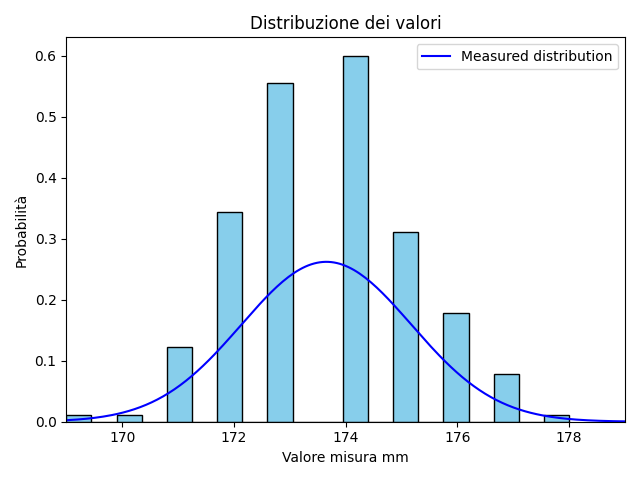 Distribuzione dei valori
Measured distribution
Probabilità
0.6
0.5
0.4
0.3
0.2
0.1
0.0
170 172 174 176 178
Valore misura mm